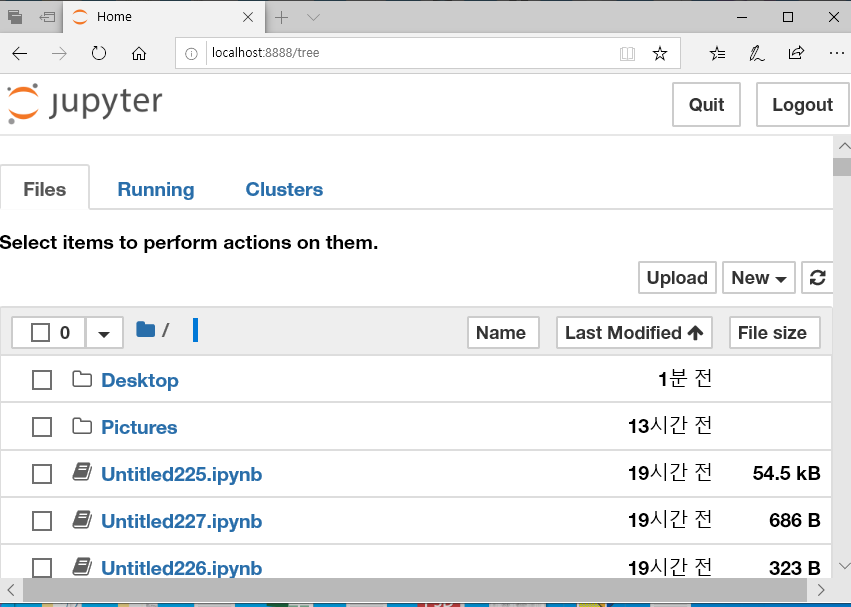 Home
localhost:8888/tree
jupyter
Quit
Logout
Files
Running
Clusters
Select items to perform actions on them.
Upload
New
0
/
Name
Last Modified
File size
Desktop 1분 전
Pictures 13시간 전
Untitled225.ipynb 19시간 전 54.5 kB
Untitled227.ipynb 19시간 전 686 B
Untitled226.ipynb 19시간 전 323 B